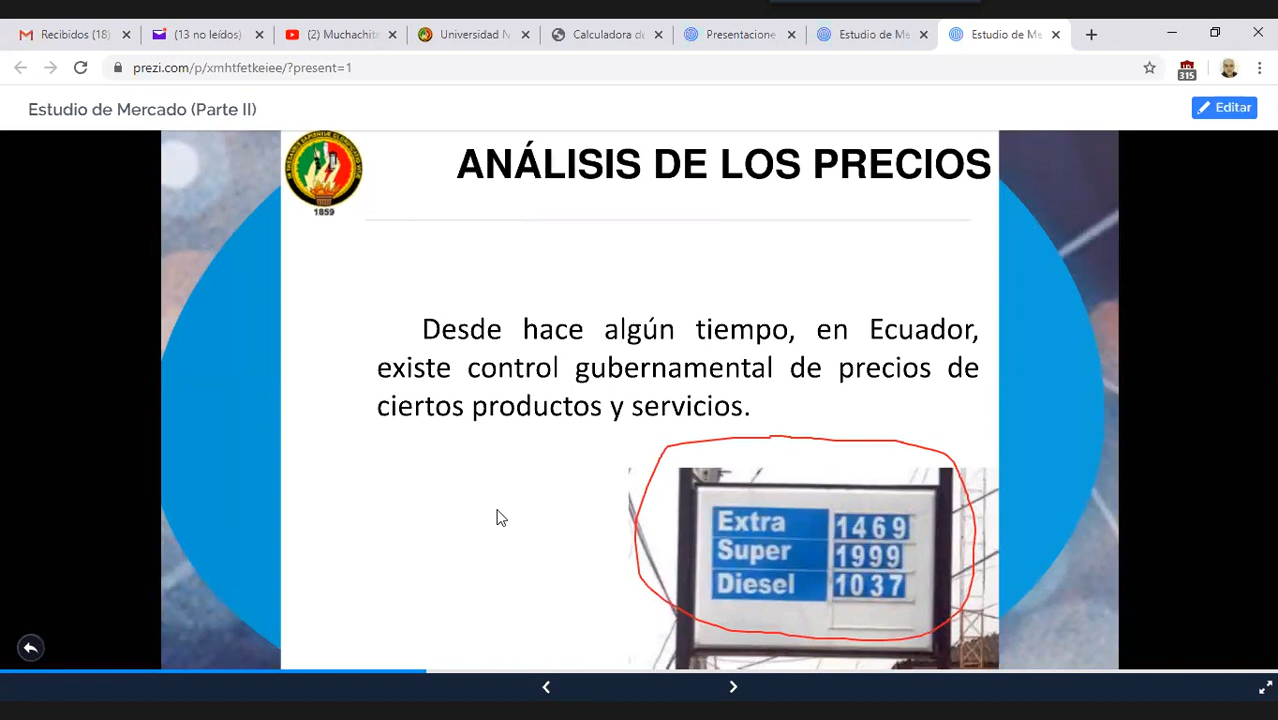 Recibidos (18)
(13 no leídos)
(2) Muchachita
Universidad N
Calculadora de
Presentacione
Estudio de Me
Estudio de Me
prezi.com/p/xmhtfetkeiee/?present=1
315
Estudio de Mercado (Parte II)
Editar
1859
ANÁLISIS DE LOS PRECIOS
Desde hace algún tiempo, en Ecuador,
existe control gubernamental de precios de
ciertos productos y servicios.
Extra 1469
Super 1999
Diesel 1037